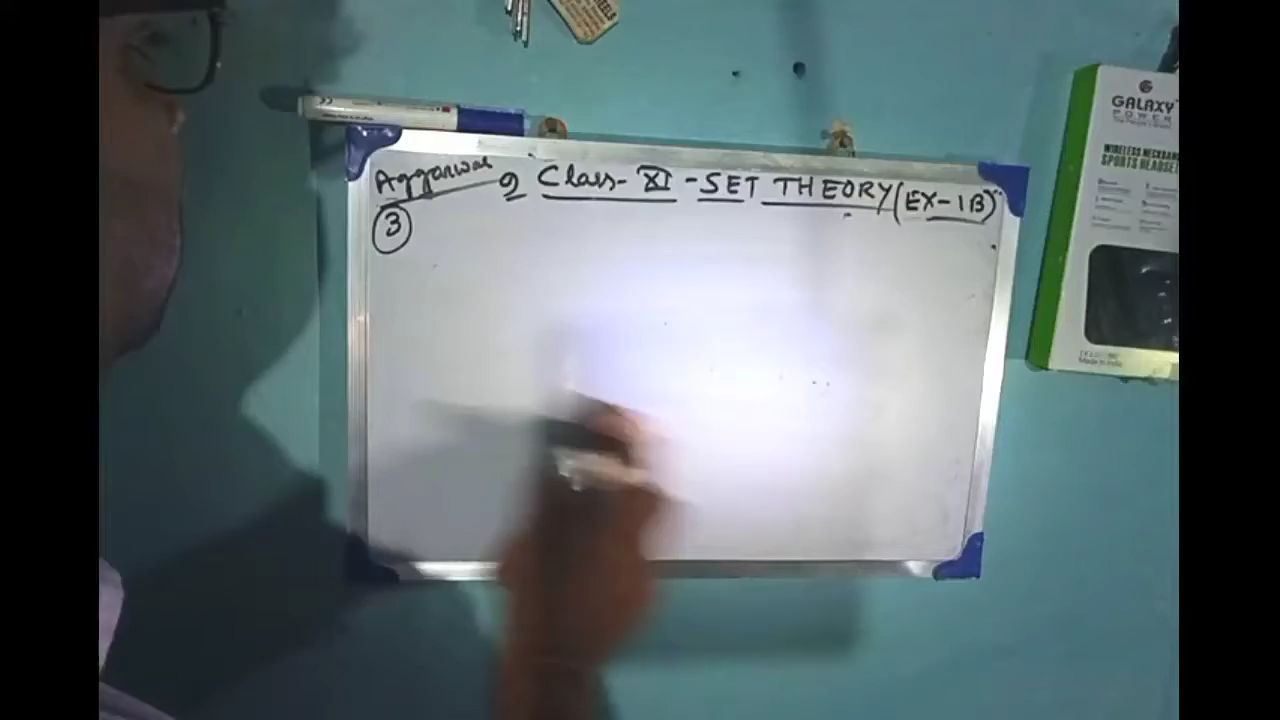 Aggarwal, Class-XI-SET THEORY (EX-1B)
3
GALAXY
POWER
WIRELESS NECKBAND
SPORTS HEADSET
Made in India